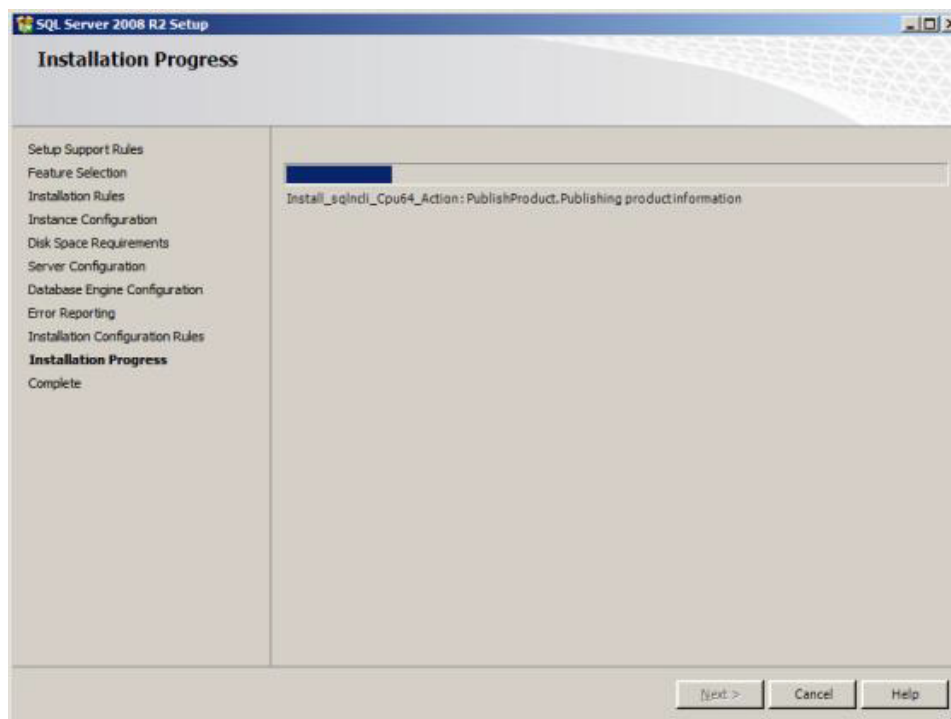 SQL Server 2008 R2 Setup
Installation Progress
Setup Support Rules
Feature Selection
Installation Rules
Instance Configuration
Disk Space Requirements
Server Configuration
Database Engine Configuration
Error Reporting
Installation Configuration Rules
Installation Progress
Complete
Install_sqlncli_Cpu64_Action: PublishProduct. Publishing product information
Next >
Cancel
Help